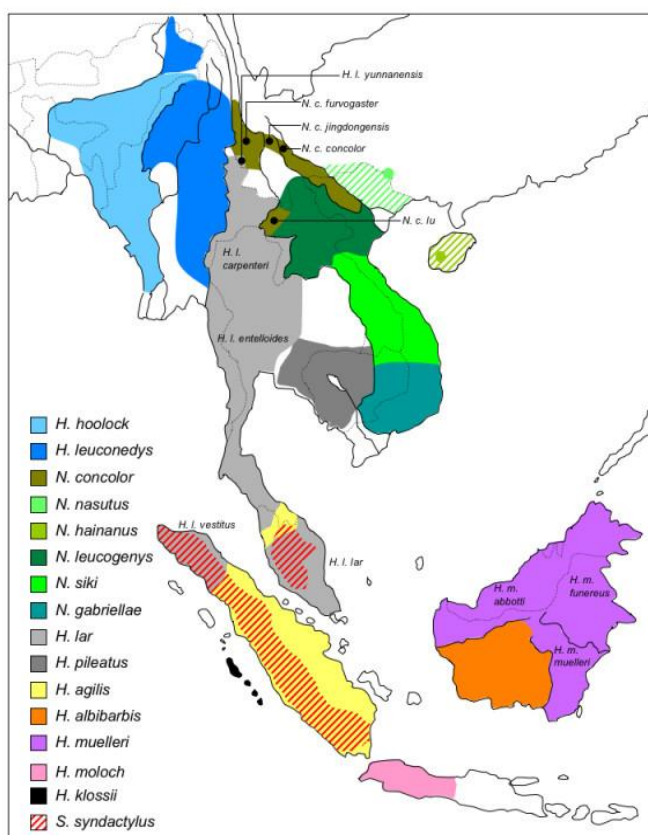 H. l. yunnanensis
N. c. furvogaster
N. c. jingdongensis
N. c. concolor
N. c. lu
H. l.
carpenteri
H. l. entelloides
H. hoolock
H. leuconedys
N. concolor
N. nasutus
N. hainanus
N. leucogenys
N. siki
N. gabriellae
H. lar
H. pileatus
H. agilis
H. albibarbis
H. muelleri
H. moloch
H. klossii
S. syndactylus
H. l. vestitus
H. l. lar
H. m.
abbotti
H. m.
funereus
H. m.
muelleri